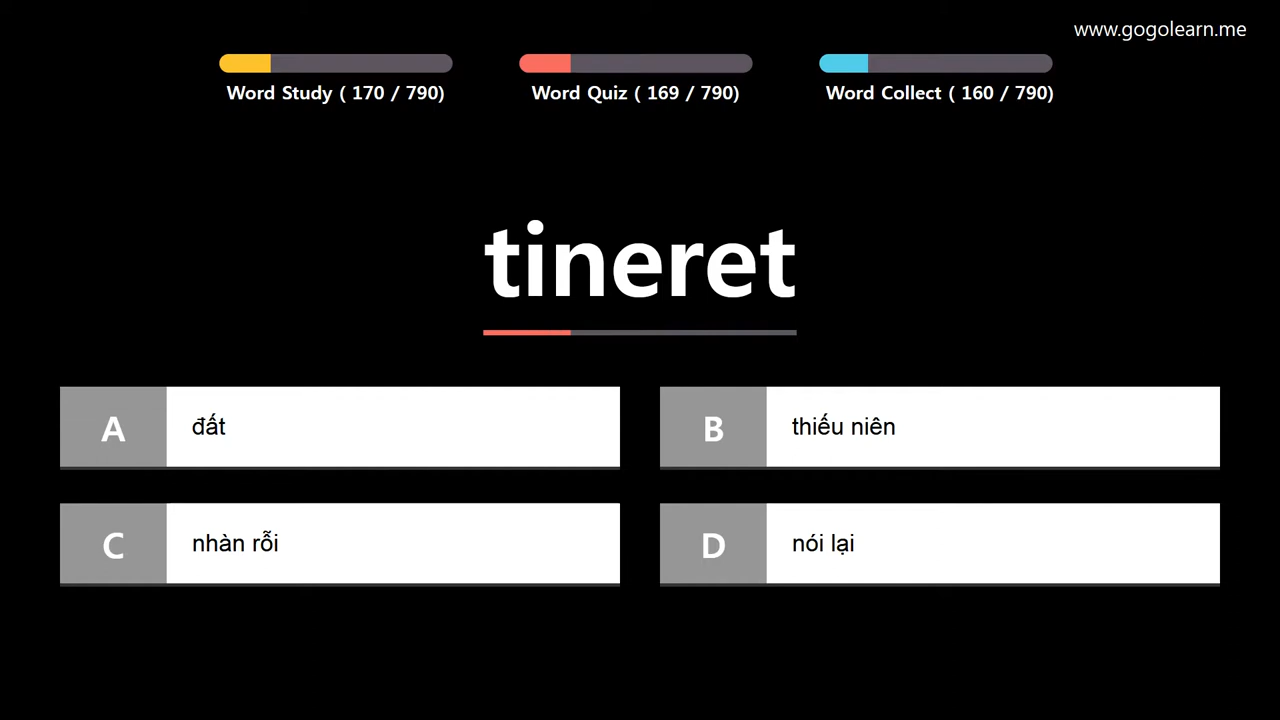 www.gogolearn.me
Word Study ( 170 / 790)
Word Quiz ( 169 / 790)
Word Collect ( 160 / 790)
tineret
A đất
B thiếu niên
C nhàn rỗi
D nói lại